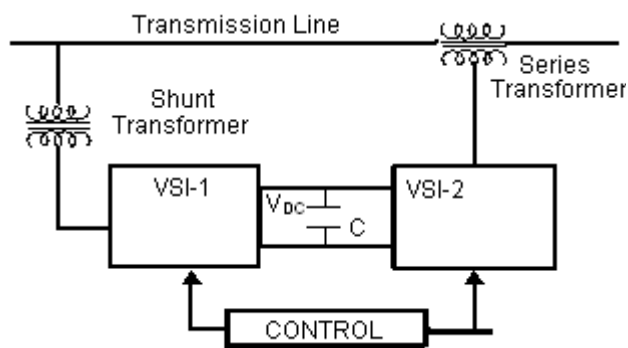 Transmission Line
Series
Transformer
Shunt
Transformer
VSI-1
VDC
C
VSI-2
CONTROL